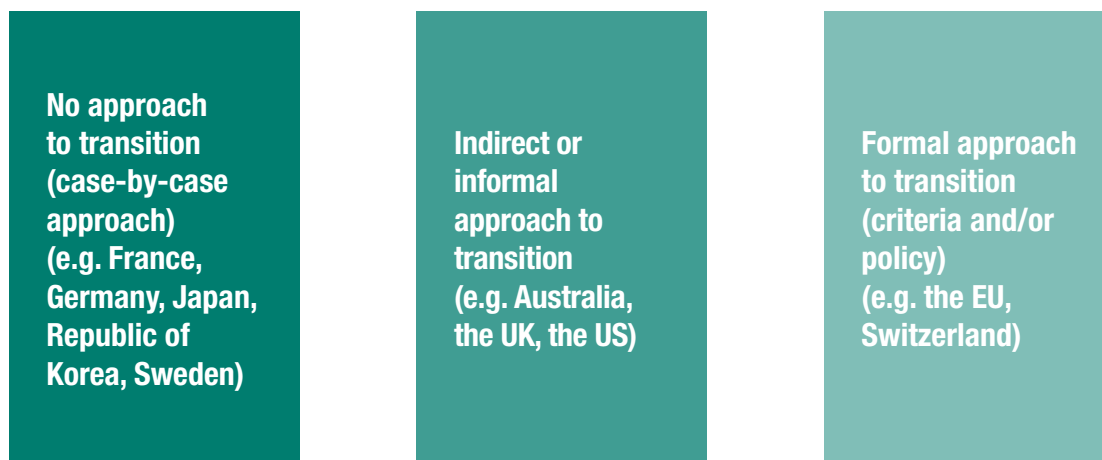 No approach
to transition
(case-by-case
approach)
(e.g. France,
Germany, Japan,
Republic of
Korea, Sweden)
Indirect or
informal
approach to
transition
(e.g. Australia,
the UK, the US)
Formal approach
to transition
(criteria and/or
policy)
(e.g. the EU,
Switzerland)